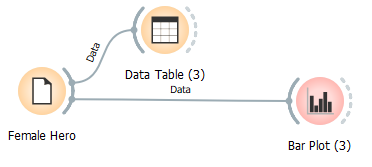 Data
Data Table (3)
Data
Female Hero
Bar Plot (3)